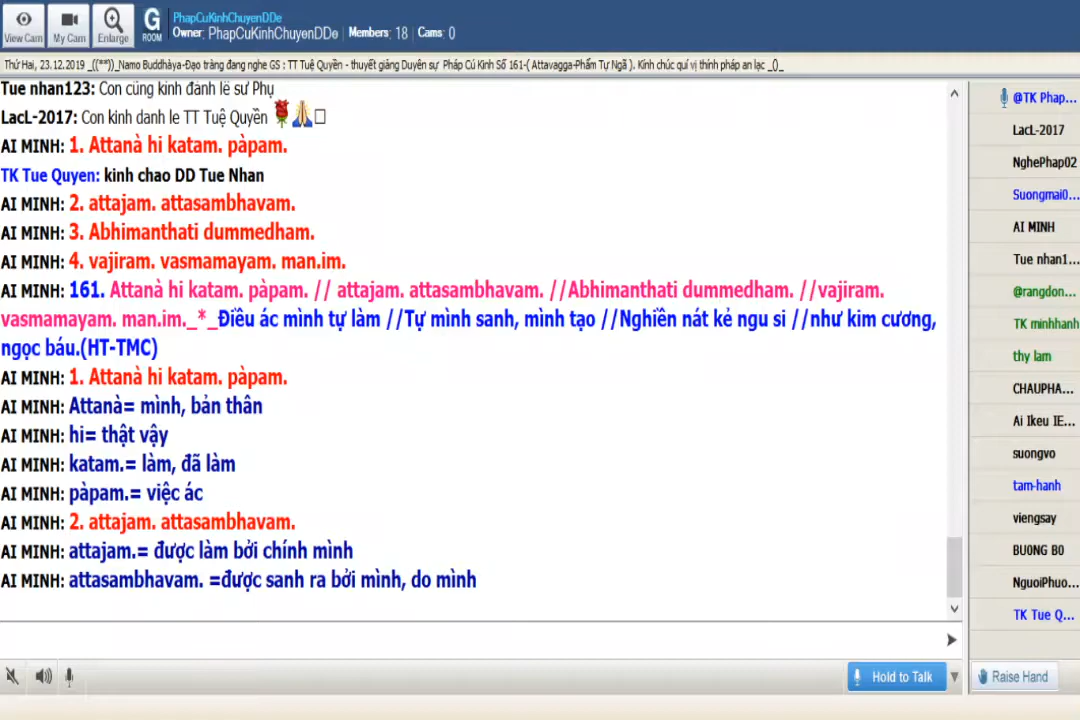 PhapCuKinhChuyenDDe
Owner: PhapCuKinhChuyenDDe | Members: 18 | Cams: 0
View Cam My Cam Enlarge G ROOM
Thứ Hai, 23.12.2019 _((**))_Namo Buddhàya-Đạo tràng đang nghe GS : TT Tuệ Quyền - thuyết giảng Duyên sự Pháp Cú Kinh Số 161-( Attavagga-Phẩm Tự Ngã ). Kính chúc quí vị thính pháp an lạc _()_
Tue nhan123: Con cũng kính đảnh lễ sư Phụ
LacL-2017: Con kinh danh le TT Tuệ Quyền
AI MINH: 1. Attanà hi katam. pàpam.
TK Tue Quyen: kinh chao DD Tue Nhan
AI MINH: 2. attajam. attasambhavam.
AI MINH: 3. Abhimanthati dummedham.
AI MINH: 4. vajiram. vasmamayam. man.im.
AI MINH: 161. Attanà hi katam. pàpam. // attajam. attasambhavam. //Abhimanthati dummedham. //vajiram.
vasmamayam. man.im._*_Điều ác mình tự làm //Tự mình sanh, mình tạo //Nghiền nát kẻ ngu si //như kim cương,
ngọc báu.(HT-TMC)
AI MINH: 1. Attanà hi katam. pàpam.
AI MINH: Attanà= mình, bản thân
AI MINH: hi= thật vậy
AI MINH: katam.= làm, đã làm
AI MINH: pàpam.= việc ác
AI MINH: 2. attajam. attasambhavam.
AI MINH: attajam.= được làm bởi chính mình
AI MINH: attasambhavam. =được sanh ra bởi mình, do mình
@TK Phap...
LacL-2017
NghePhap02
Suongmai0...
AI MINH
Tue nhan1...
@rangdon...
TK minhhanh
thy lam
CHAUPHA...
Ai Ikeu IE...
suongvo
tam-hanh
viengsay
BUONG BO
NguoiPhuo...
TK Tue Q...
Hold to Talk
Raise Hand